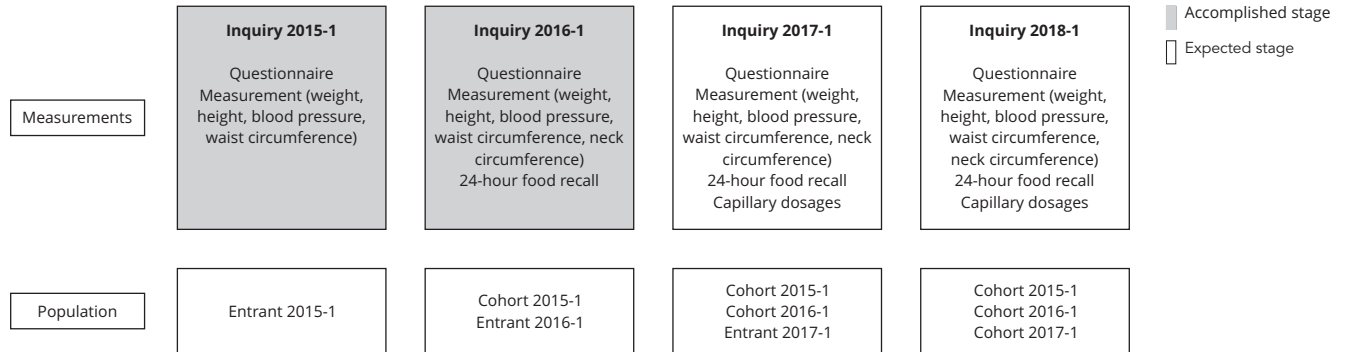 Measurements
Inquiry 2015-1
Questionnaire
Measurement (weight,
height, blood pressure,
waist circumference)
Inquiry 2016-1
Questionnaire
Measurement (weight,
height, blood pressure,
waist circumference, neck
circumference)
24-hour food recall
Inquiry 2017-1
Questionnaire
Measurement (weight,
height, blood pressure,
waist circumference, neck
circumference)
24-hour food recall
Capillary dosages
Inquiry 2018-1
Questionnaire
Measurement (weight,
height, blood pressure,
waist circumference,
neck circumference)
24-hour food recall
Capillary dosages
Accomplished stage
Expected stage
Population
Entrant 2015-1
Cohort 2015-1
Entrant 2016-1
Cohort 2015-1
Cohort 2016-1
Entrant 2017-1
Cohort 2015-1
Cohort 2016-1
Cohort 2017-1